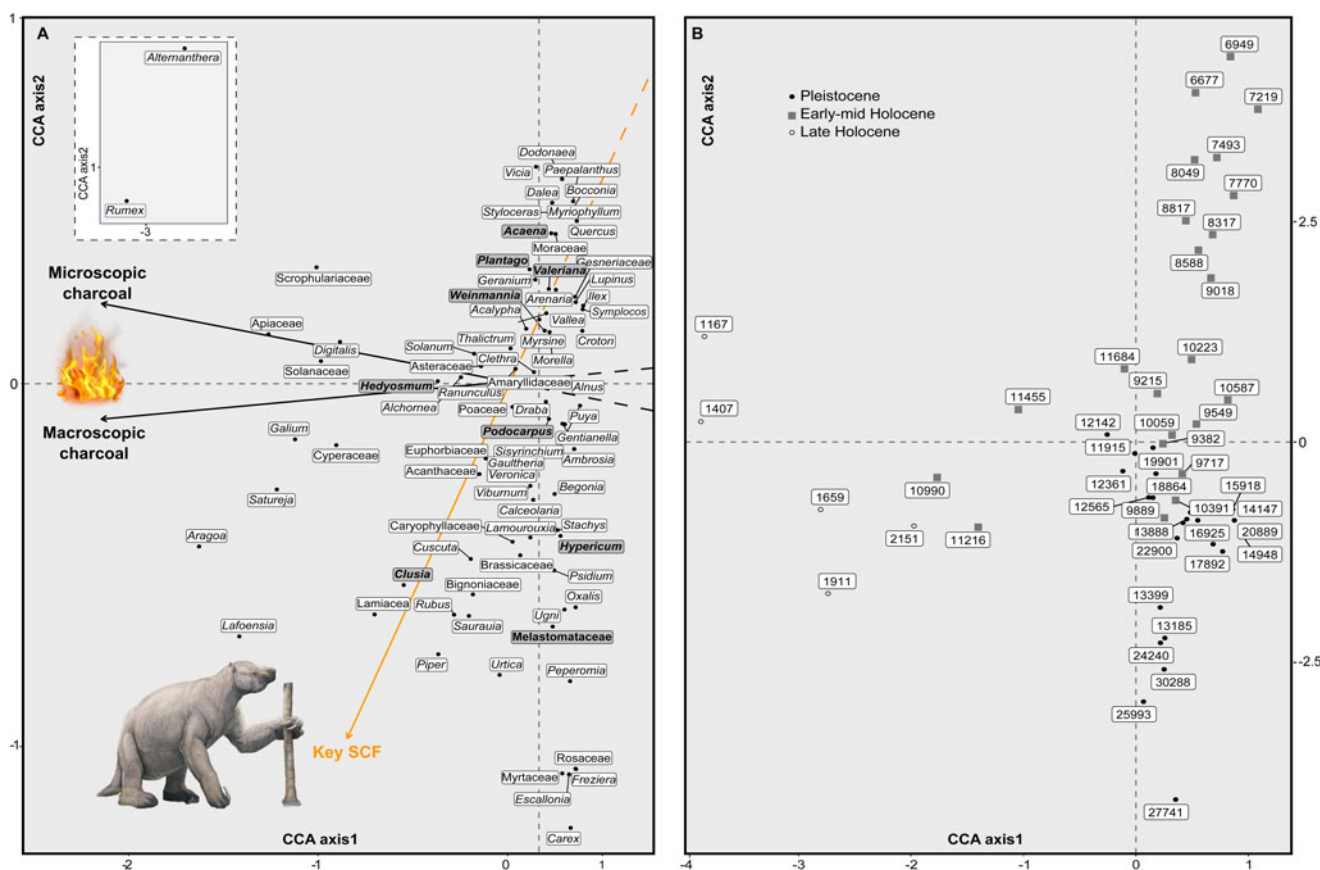 A
1
CCA axis2
Alternanthera
CCA axis2
1
Rumex
-3
Dodonaea
Vicia
Paepalanthus
Dalea
Bocconia
Styloceras
Myriophyllum
Acaena
Quercus
Moraceae
Plantago
Gesneriaceae
Valeriana
Scrophulariaceae
Geranium
Lupinus
Microscopic
charcoal
Weinmannia
Arenaria
Ilex
Acalypha
Symplocos
Vallea
Apiaceae
Digitalis
Thalictrum
Solanum
Myrsine
Croton
Solanaceae
Clethra
Morella
Asteraceae
0
Hedyosmum
Amaryllidaceae
Alnus
Ranunculus
Alchornea
Poaceae
Draba
Puya
Macroscopic
charcoal
Galium
Podocarpus
Gentianella
Cyperaceae
Euphorbiaceae
Sisyrinchium
Ambrosia
Gaultheria
Acanthaceae
Veronica
Satureja
Viburnum
Begonia
Calceolaria
Aragoa
Caryophyllaceae
Lamourouxia
Stachys
Cuscuta
Hypericum
Brassicaceae
Clusia
Psidium
Bignoniaceae
Lamiacea
Rubus
Oxalis
Ugni
Saurauia
Lafoensia
Melastomataceae
Piper
Urtica
Peperomia
Key SCF
-1
Rosaceae
Myrtaceae
Freziera
Escallonia
Carex
CCA axis1
-2
-1
0
1
B
CCA axis2
Pleistocene
Early-mid Holocene
Late Holocene
6949
6677
7219
7493
8049
7770
8817
8317
2.5
8588
9018
1167
11684
10223
9215
10587
1407
11455
12142
10059
9549
0
11915
9382
19901
12361
9717
10990
18864
15918
1659
12565
9889
10391
14147
2151
11216
13888
16925
20889
22900
17892
14948
1911
13399
13185
24240
-2.5
30288
25993
27741
CCA axis1
-4
-3
-2
-1
0
1